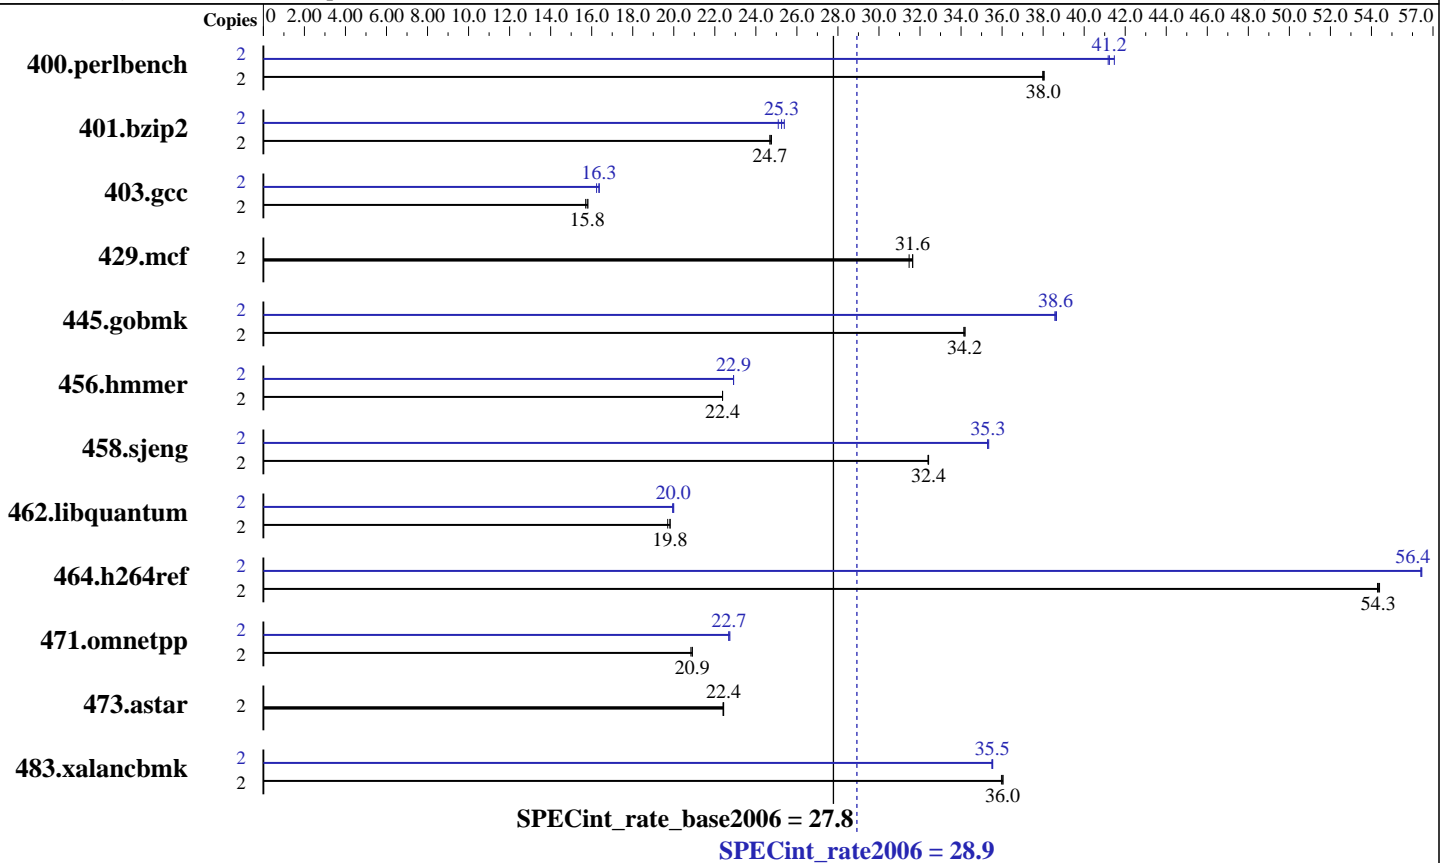 Copies 0 2.00 4.00 6.00 8.00 10.0 12.0 14.0 16.0 18.0 20.0 22.0 24.0 26.0 28.0 30.0 32.0 34.0 36.0 38.0 40.0 42.0 44.0 46.0 48.0 50.0 52.0 54.0 57.0
400.perlbench 2 41.2
2 38.0
401.bzip2 2 25.3
2 24.7
403.gcc 2 16.3
2 15.8
429.mcf 2 31.6
445.gobmk 2 38.6
2 34.2
456.hmmer 2 22.9
2 22.4
458.sjeng 2 35.3
2 32.4
462.libquantum 2 20.0
2 19.8
464.h264ref 2 56.4
2 54.3
471.omnetpp 2 22.7
2 20.9
473.astar 2 22.4
483.xalancbmk 2 35.5
2 36.0
SPECint_rate_base2006 = 27.8
SPECint_rate2006 = 28.9